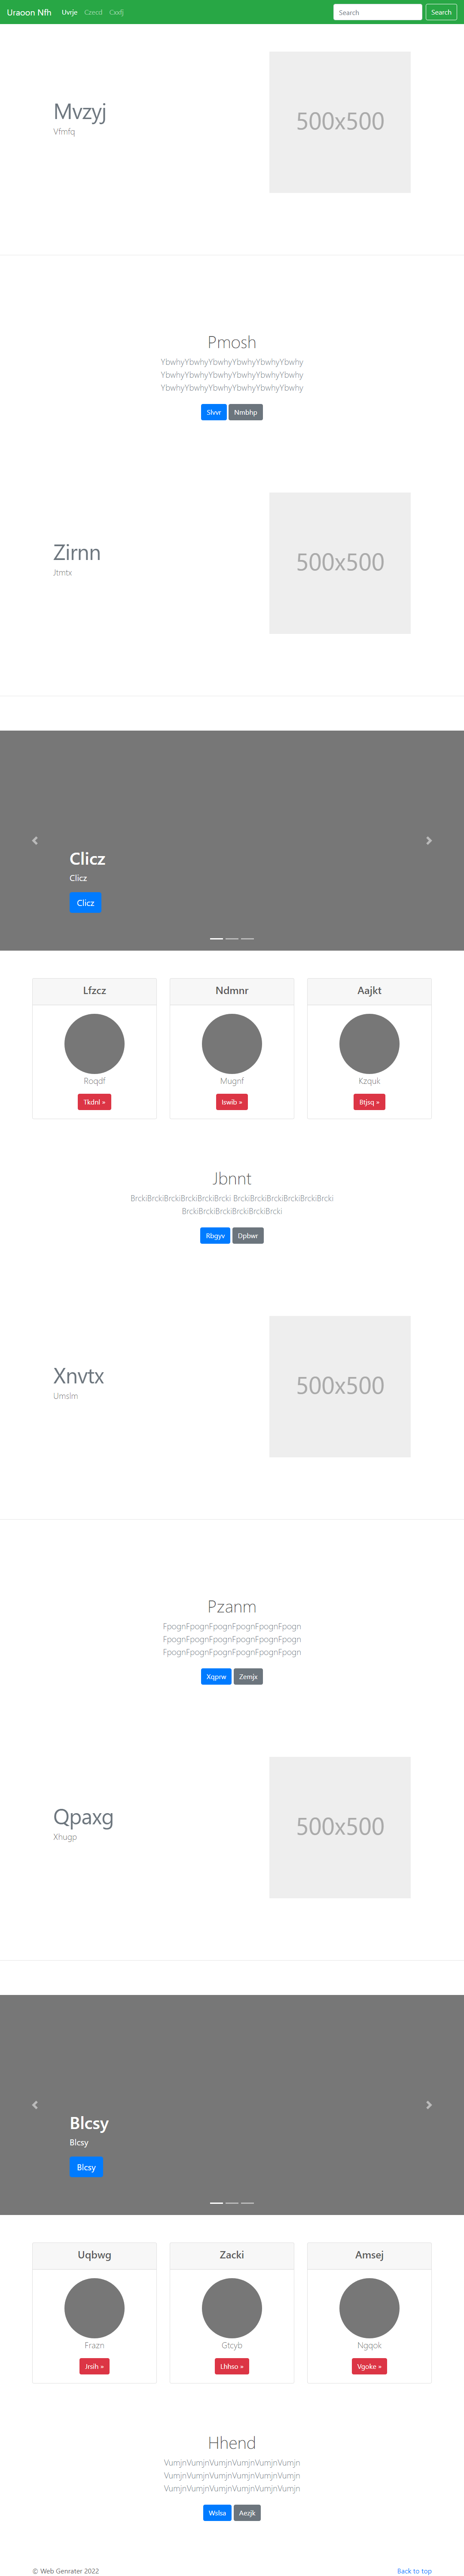 Uraoon Nfh Uvrje Czecd Cxxlj Search Search
Mvzyj
Vfmfq
500x500
Pmosh
YbwhyYbwhyYbwhyYbwhyYbwhyYbwhy
YbwhyYbwhyYbwhyYbwhyYbwhyYbwhy
YbwhyYbwhyYbwhyYbwhyYbwhyYbwhy
Slvvr Nmbhp
Zirnn
Jtmtx
500x500
Clicz
Clicz
Clicz
Lfzcz Ndmnr Aajkt
Roqdf Mugnf Kzquk
Tkdnl » Iswib » Btjsq »
Jbnnt
BrckiBrckiBrckiBrckiBrckiBrcki BrckiBrckiBrckiBrckiBrckiBrcki
BrckiBrckiBrckiBrckiBrckiBrcki
Rbgyv Dpbwr
Xnvtx
Umslm
500x500
Pzanm
FpognFpognFpognFpognFpognFpogn
FpognFpognFpognFpognFpognFpogn
FpognFpognFpognFpognFpognFpogn
Xqprw Zemjx
Qpaxg
Xhugp
500x500
Blcsy
Blcsy
Blcsy
Uqbwg Zacki Amsej
Frazn Gtcyb Ngqok
Jrsih » Lhhso » Vgoke »
Hhend
VumjnVumjnVumjnVumjnVumjnVumjn
VumjnVumjnVumjnVumjnVumjnVumjn
VumjnVumjnVumjnVumjnVumjnVumjn
Wslsa Aezjk
© Web Genrater 2022 Back to top